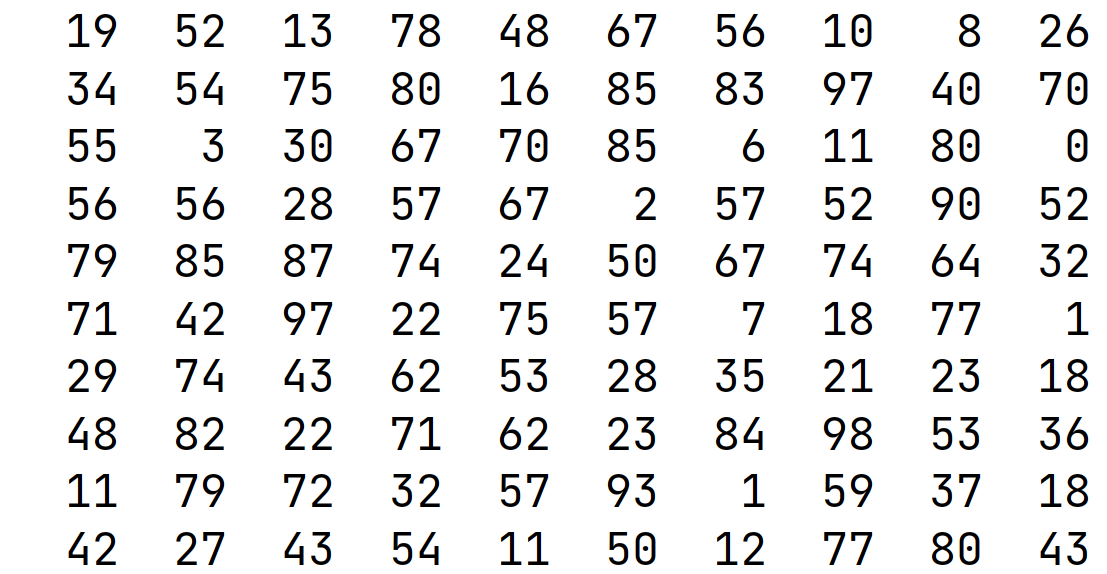 19 52 13 78 48 67 56 10 8 26
34 54 75 80 16 85 83 97 40 70
55 3 30 67 70 85 6 11 80 0
56 56 28 57 67 2 57 52 90 52
79 85 87 74 24 50 67 74 64 32
71 42 97 22 75 57 7 18 77 1
29 74 43 62 53 28 35 21 23 18
48 82 22 71 62 23 84 98 53 36
11 79 72 32 57 93 1 59 37 18
42 27 43 54 11 50 12 77 80 43